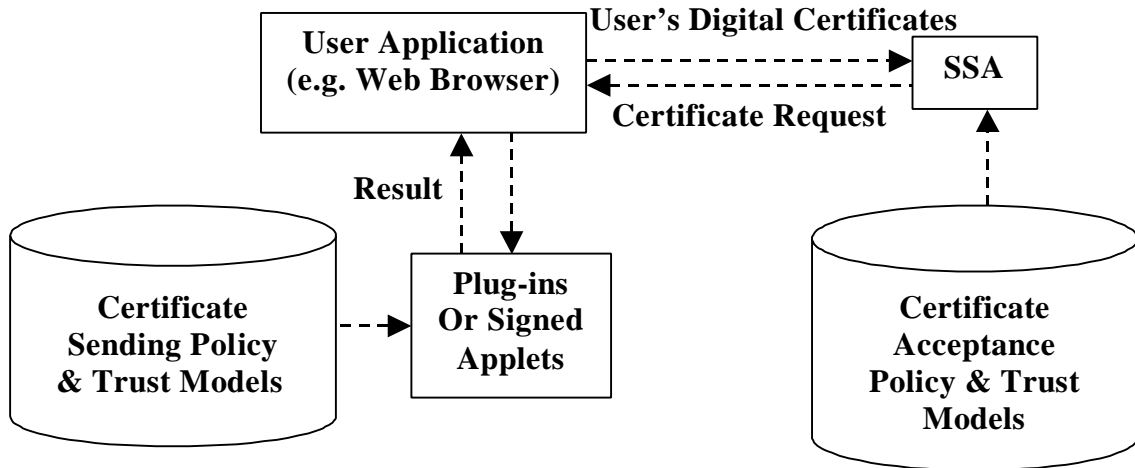 User's Digital Certificates
User Application
(e.g. Web Browser)
SSA
Certificate Request
Result
Certificate
Sending Policy
& Trust Models
Plug-ins
Or Signed
Applets
Certificate
Acceptance
Policy & Trust
Models